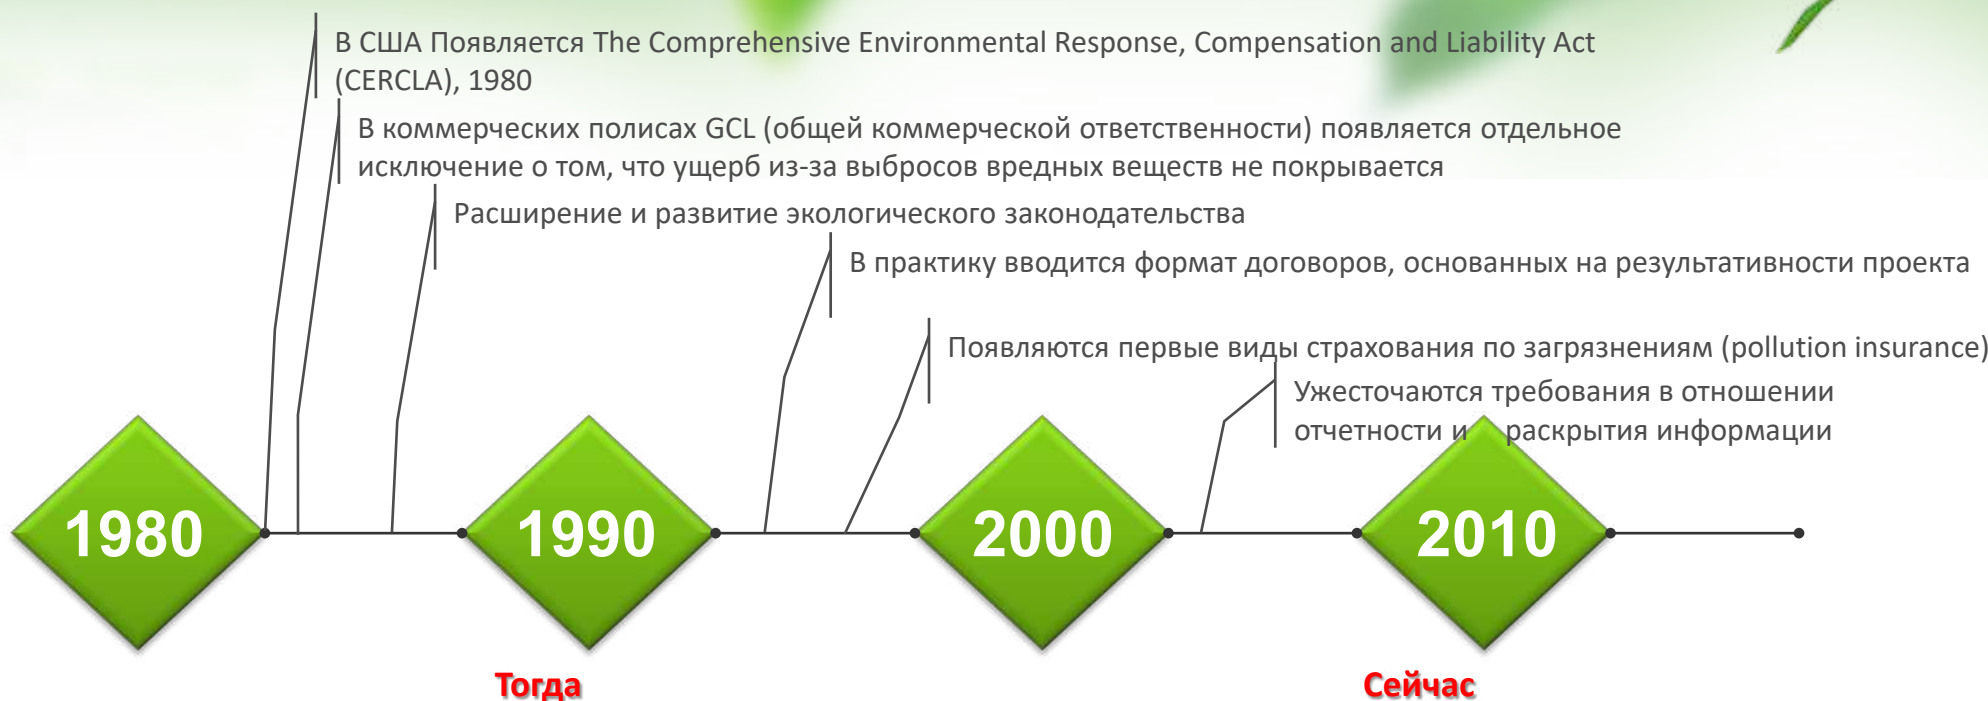 В США Появляется The Comprehensive Environmental Response, Compensation and Liability Act
(CERCLA), 1980
В коммерческих полисах GCL (общей коммерческой ответственности) появляется отдельное
исключение о том, что ущерб из-за выбросов вредных веществ не покрывается
Расширение и развитие экологического законодательства
В практику вводится формат договоров, основанных на результативности проекта
Появляются первые виды страхования по загрязнениям (pollution insurance)
Ужесточаются требования в отношении
отчетности и раскрытия информации
1980 1990 2000 2010
Тогда Сейчас